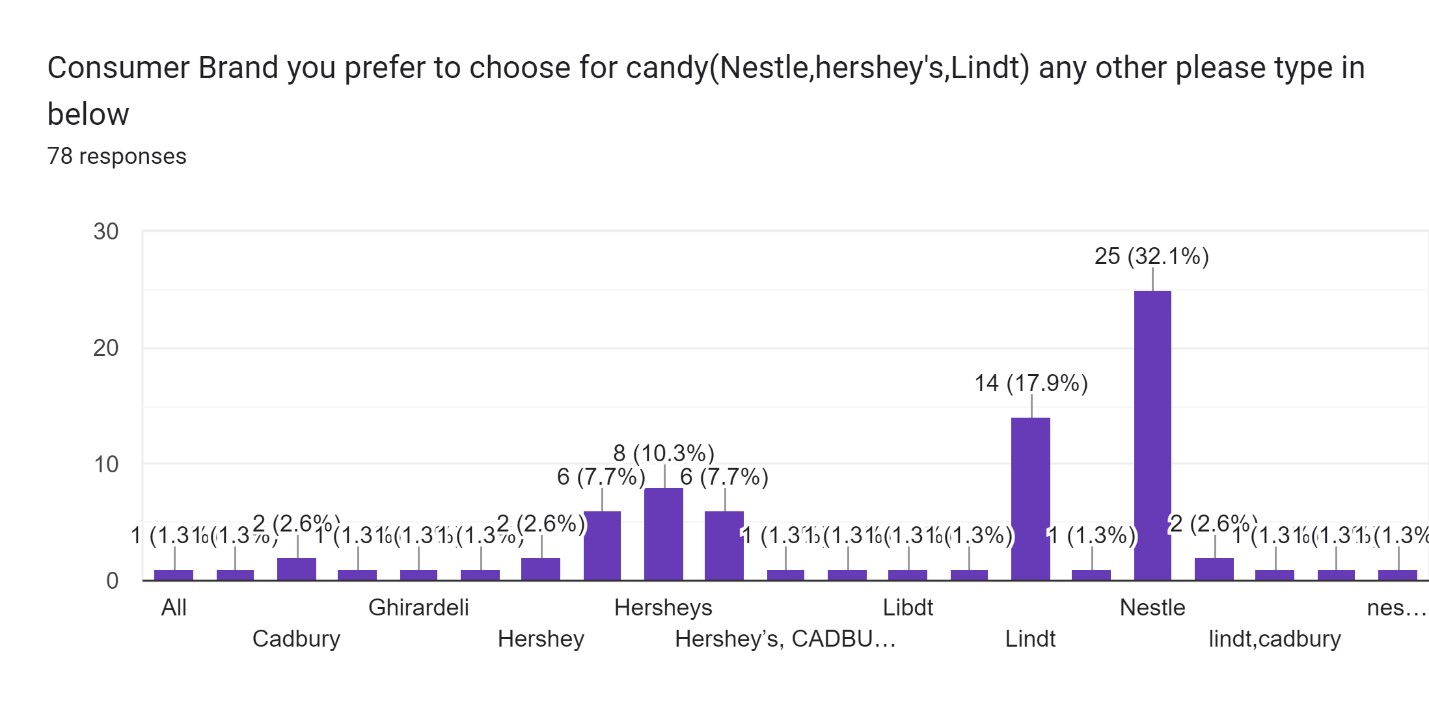 Consumer Brand you prefer to choose for candy(Nestle,hershey's,Lindt) any other please type in
below
78 responses
30
25 (32.1%)
20
14 (17.9%)
10
8 (10.3%)
6 (7.7%) 6 (7.7%)
2 (2.6%) 2 (2.6%) 2 (2.6%)
1 (1.3%) 1 (1.3%)
0
All Ghirardeli Hersheys Libdt Nestle nes…
Cadbury Hershey Hershey’s, CADBU… Lindt lindt,cadbury